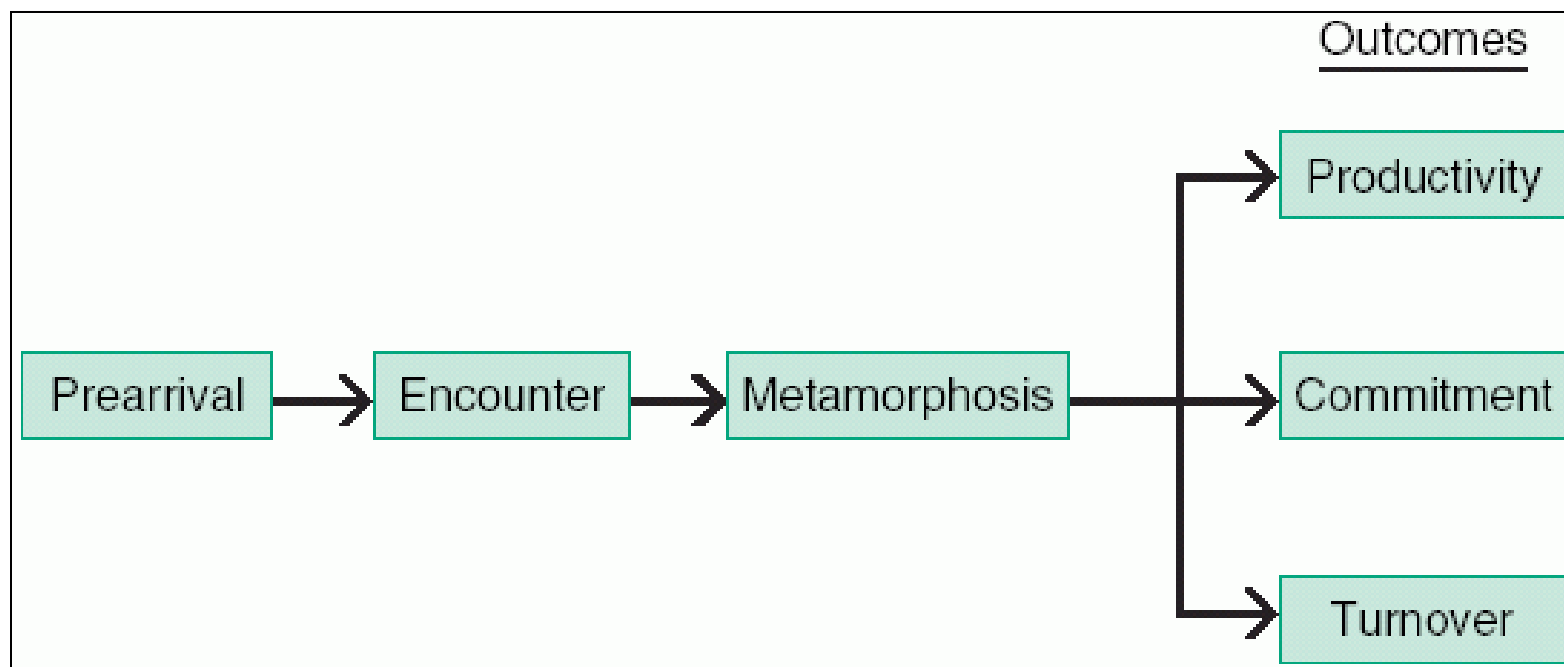 Outcomes
Productivity
Prearrival
Encounter
Metamorphosis
Commitment
Turnover